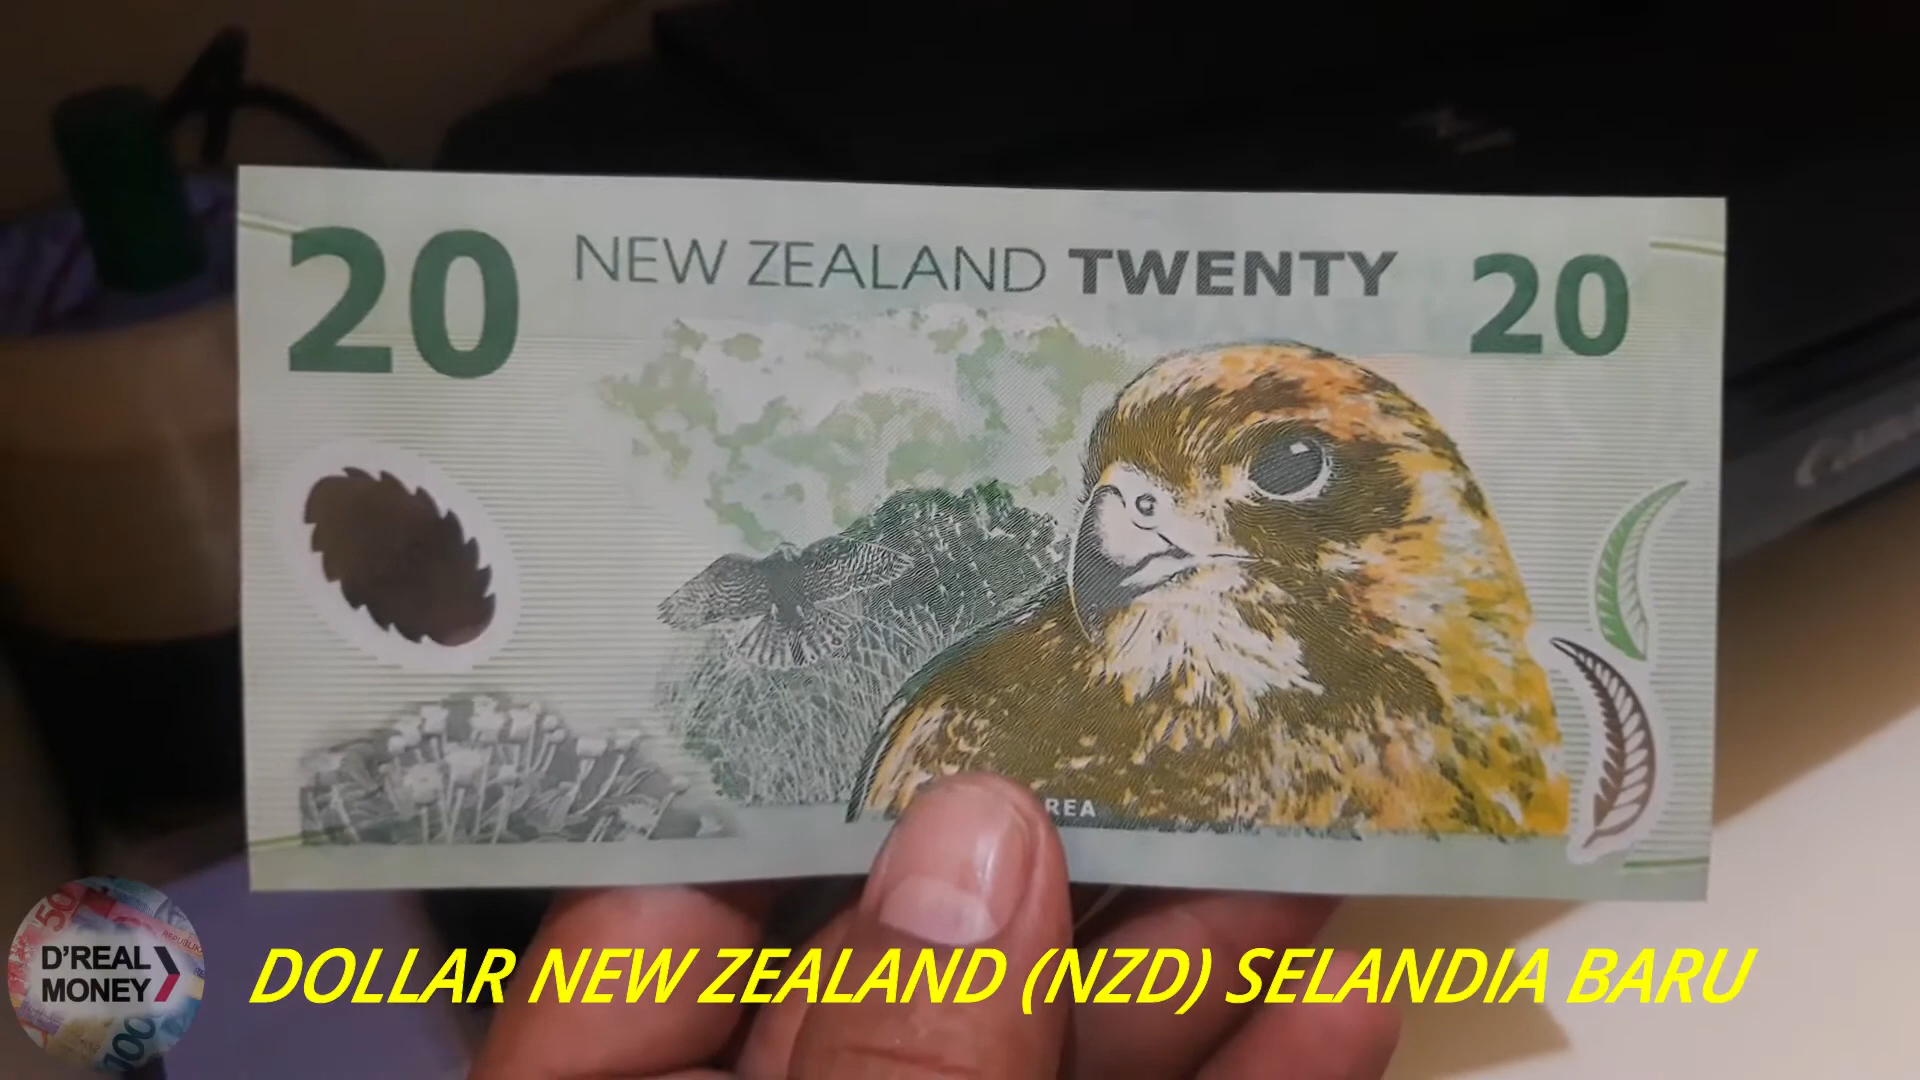 20 NEW ZEALAND TWENTY 20
REA
D'REAL
MONEY
DOLLAR NEW ZEALAND (NZD) SELANDIA BARU